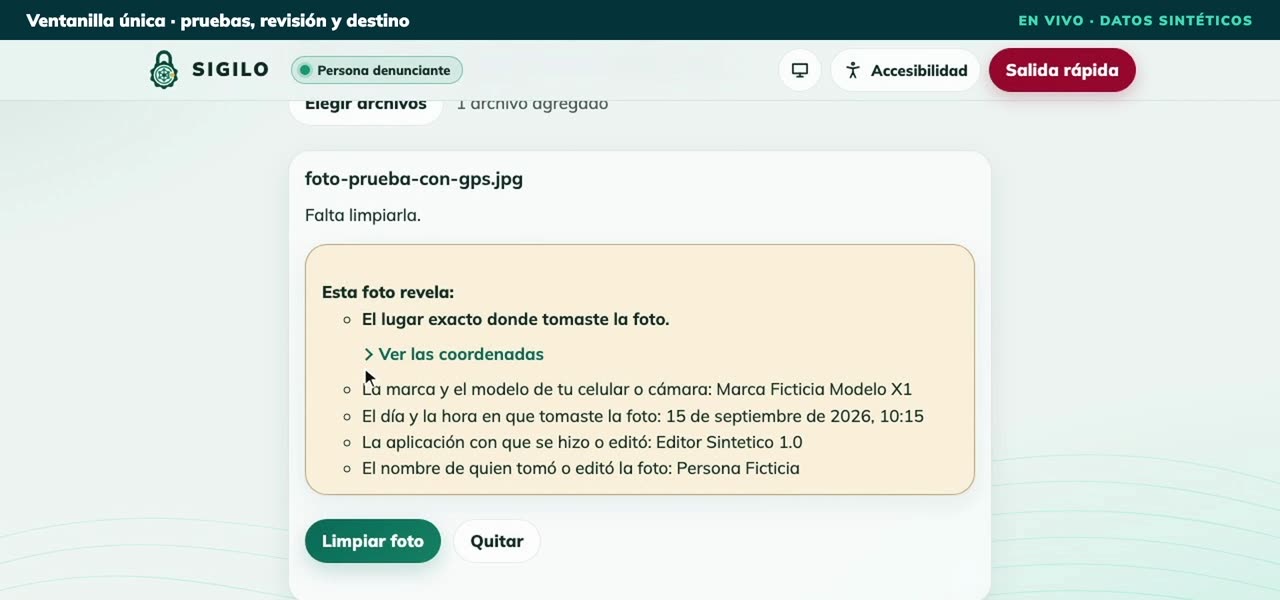 Ventanilla única · pruebas, revisión y destino
EN VIVO · DATOS SINTÉTICOS
SIGILO
Persona denunciante
Accesibilidad
Salida rápida
Elegir archivos
1 archivo agregado
foto-prueba-con-gps.jpg
Falta limpiarla.
Esta foto revela:
El lugar exacto donde tomaste la foto.
Ver las coordenadas
La marca y el modelo de tu celular o cámara: Marca Ficticia Modelo X1
El día y la hora en que tomaste la foto: 15 de septiembre de 2026, 10:15
La aplicación con que se hizo o editó: Editor Sintetico 1.0
El nombre de quien tomó o editó la foto: Persona Ficticia
Limpiar foto
Quitar